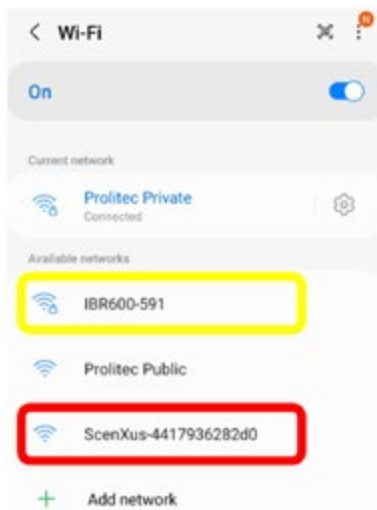 Wi-Fi
N
On
Current network
Prolitec Private
Connected
Available networks
IBR600-591
Prolitec Public
ScenXus-4417936282d0
+ Add network